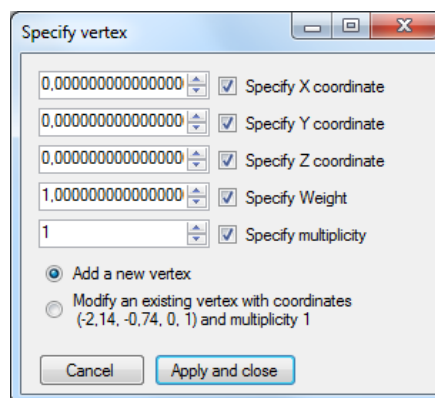 Specify vertex
0,000000000000000 Specify X coordinate
0,000000000000000 Specify Y coordinate
0,000000000000000 Specify Z coordinate
1,000000000000000 Specify Weight
1 Specify multiplicity
Add a new vertex
Modify an existing vertex with coordinates
(-2,14, -0,74, 0, 1) and multiplicity 1
Cancel Apply and close